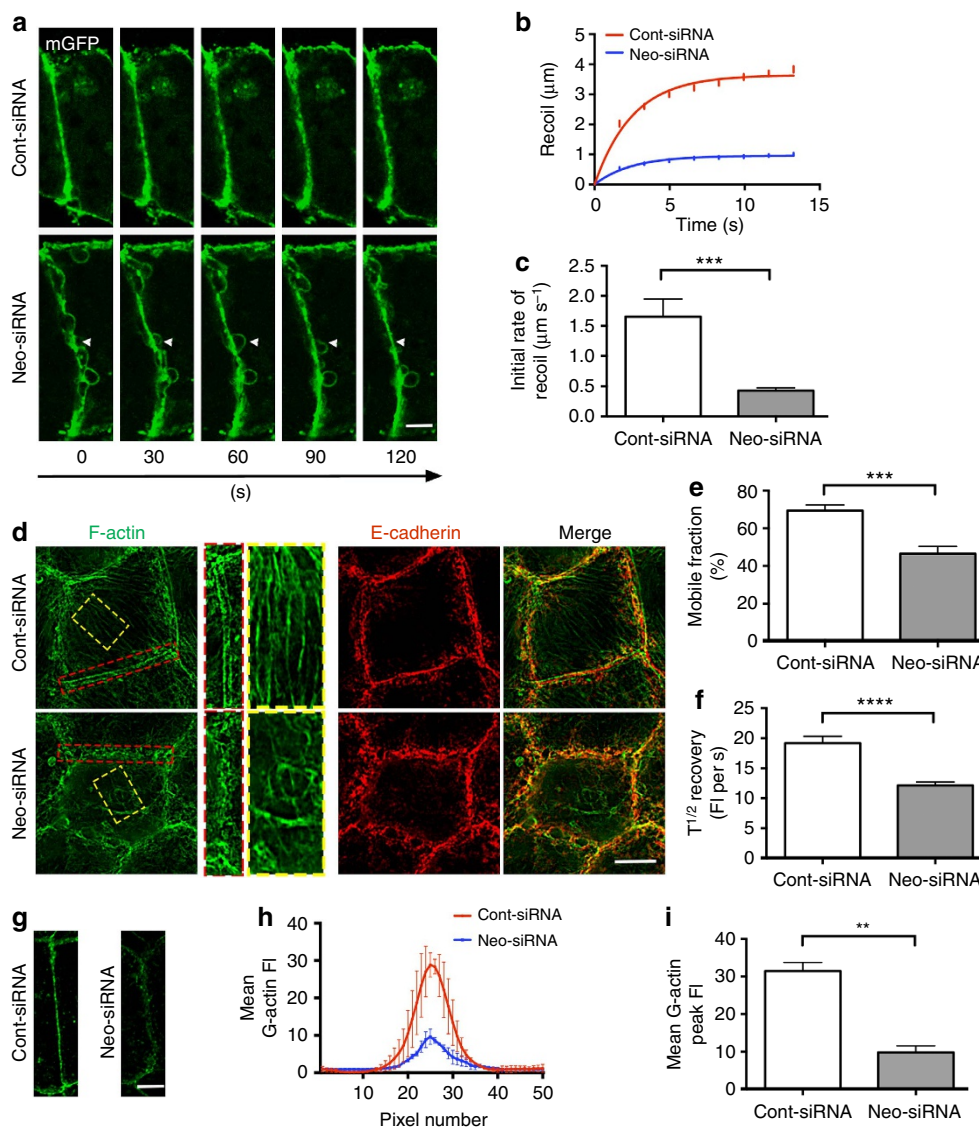 a
mGFP
Cont-siRNA
Neo-siRNA
0 30 60 90 120
(s)
b
Cont-siRNA
Neo-siRNA
Recoil (μm)
5
4
3
2
1
0
0 5 10 15
Time (s)
c
***
Initial rate of
recoil (μm s⁻¹)
2.5
2.0
1.5
1.0
0.5
0.0
Cont-siRNA Neo-siRNA
d
F-actin E-cadherin Merge
Cont-siRNA
Neo-siRNA
e
***
Mobile fraction
(%)
80
60
40
20
0
Cont-siRNA Neo-siRNA
f
****
T¹/² recovery
(FI per s)
25
20
15
10
5
0
Cont-siRNA Neo-siRNA
g
Cont-siRNA
Neo-siRNA
h
Cont-siRNA
Neo-siRNA
Mean
G-actin FI
40
30
20
10
0
10 20 30 40 50
Pixel number
i
**
Mean G-actin
peak FI
40
30
20
10
0
Cont-siRNA Neo-siRNA